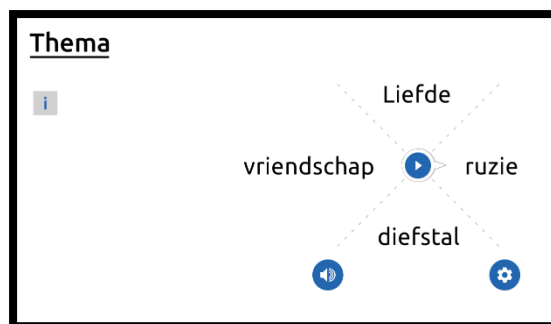 Thema
i
Liefde
vriendschap ruzie
diefstal